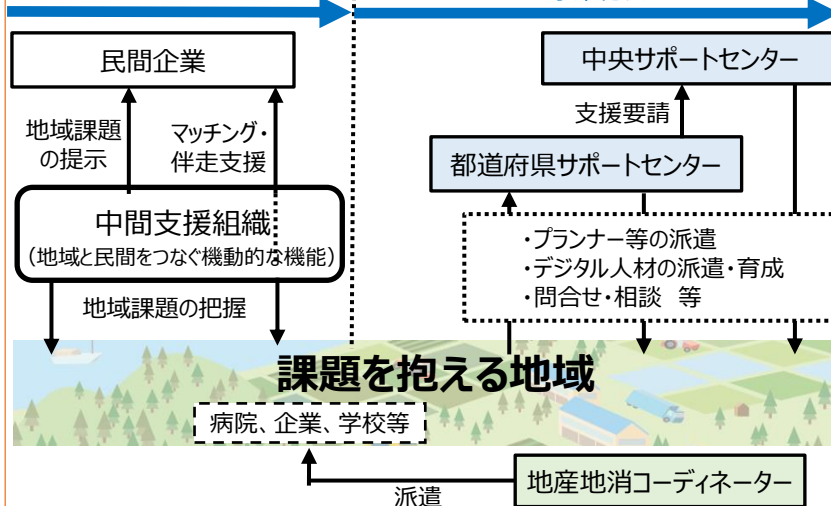 民間企業
地域課題
の提示
マッチング・
伴走支援
中間支援組織
(地域と民間をつなぐ機動的な機能)
地域課題の把握
中央サポートセンター
支援要請
都道府県サポートセンター
・プランナー等の派遣
・デジタル人材の派遣・育成
・問合せ・相談 等
課題を抱える地域
病院、企業、学校等
派遣
地産地消コーディネーター